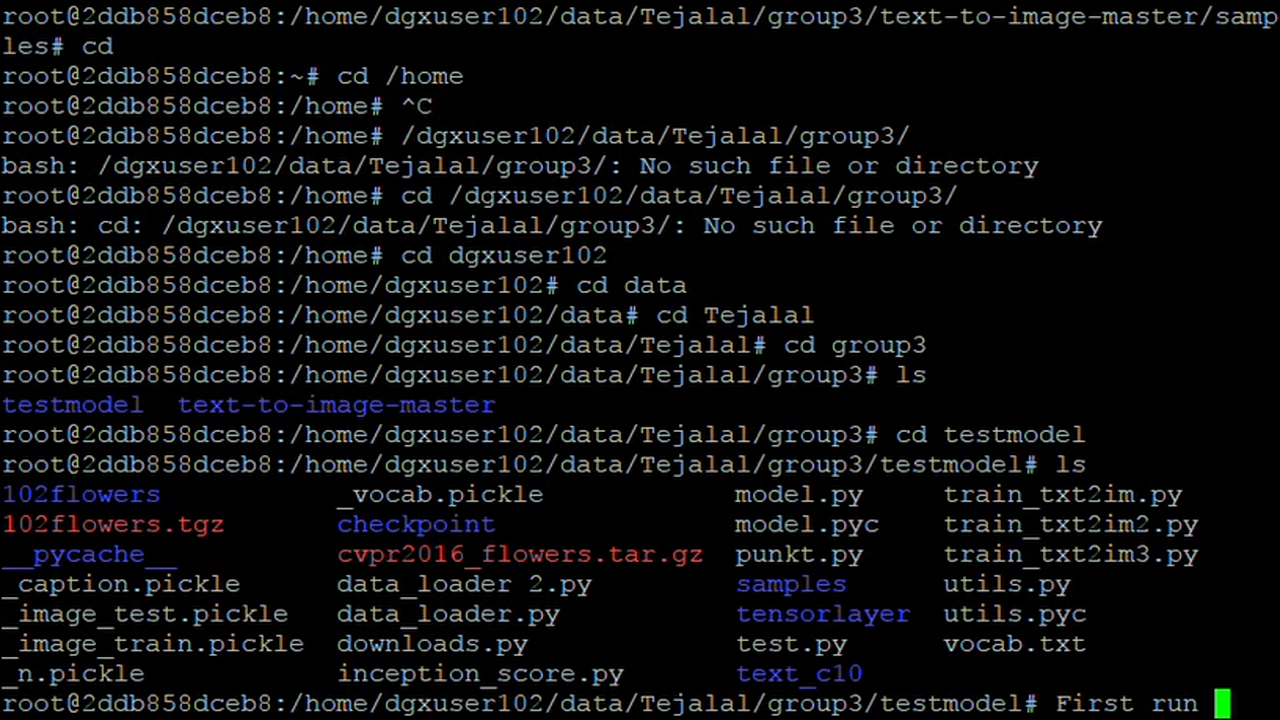 root@2ddb858dceb8:/home/dgxuser102/data/Tejalal/group3/text-to-image-master/samp
les# cd
root@2ddb858dceb8:~# cd /home
root@2ddb858dceb8:/home# ^C
root@2ddb858dceb8:/home# /dgxuser102/data/Tejalal/group3/
bash: /dgxuser102/data/Tejalal/group3/: No such file or directory
root@2ddb858dceb8:/home# cd /dgxuser102/data/Tejalal/group3/
bash: cd: /dgxuser102/data/Tejalal/group3/: No such file or directory
root@2ddb858dceb8:/home# cd dgxuser102
root@2ddb858dceb8:/home/dgxuser102# cd data
root@2ddb858dceb8:/home/dgxuser102/data# cd Tejalal
root@2ddb858dceb8:/home/dgxuser102/data/Tejalal# cd group3
root@2ddb858dceb8:/home/dgxuser102/data/Tejalal/group3# ls
testmodel  text-to-image-master
root@2ddb858dceb8:/home/dgxuser102/data/Tejalal/group3# cd testmodel
root@2ddb858dceb8:/home/dgxuser102/data/Tejalal/group3/testmodel# ls
102flowers           _vocab.pickle            model.py     train_txt2im.py
102flowers.tgz       checkpoint               model.pyc    train_txt2im2.py
__pycache__          cvpr2016_flowers.tar.gz  punkt.py     train_txt2im3.py
_caption.pickle      data_loader 2.py         samples      utils.py
_image_test.pickle   data_loader.py           tensorlayer  utils.pyc
_image_train.pickle  downloads.py             test.py      vocab.txt
_n.pickle            inception_score.py       text_c10
root@2ddb858dceb8:/home/dgxuser102/data/Tejalal/group3/testmodel# First run